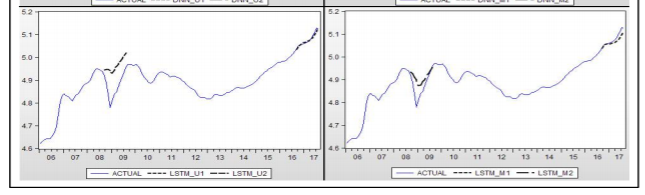 ACTUAL DNN_U1 DNN_U2 ACTUAL DNN_M1 DNN_M2
5.2 5.2
5.1 5.1
5.0 5.0
4.9 4.9
4.8 4.8
4.7 4.7
4.6 4.6
06 07 08 09 10 11 12 13 14 15 16 17 06 07 08 09 10 11 12 13 14 15 16 17
ACTUAL LSTM_U1 LSTM_U2 ACTUAL LSTM_M1 LSTM_M2